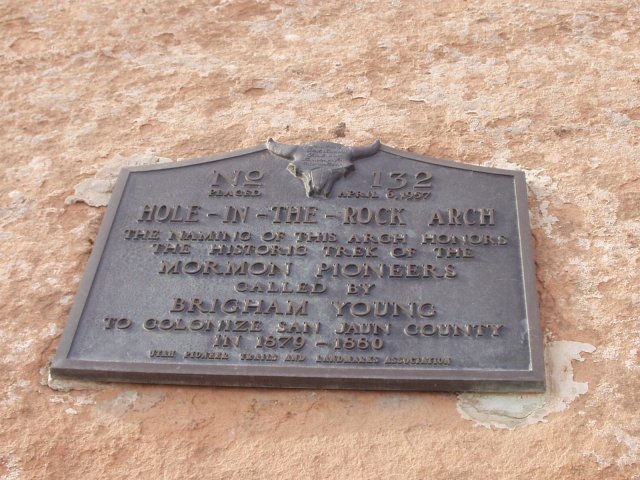 No 132
PLACED APRIL 6, 1957
HOLE-IN-THE-ROCK ARCH
THE NAMING OF THIS ARCH HONORS
THE HISTORIC TREK OF THE
MORMON PIONEERS
CALLED BY
BRIGHAM YOUNG
TO COLONIZE SAN JAUN COUNTY
IN 1879-1880
UTAH PIONEER TRAILS AND LANDMARKS ASSOCIATION